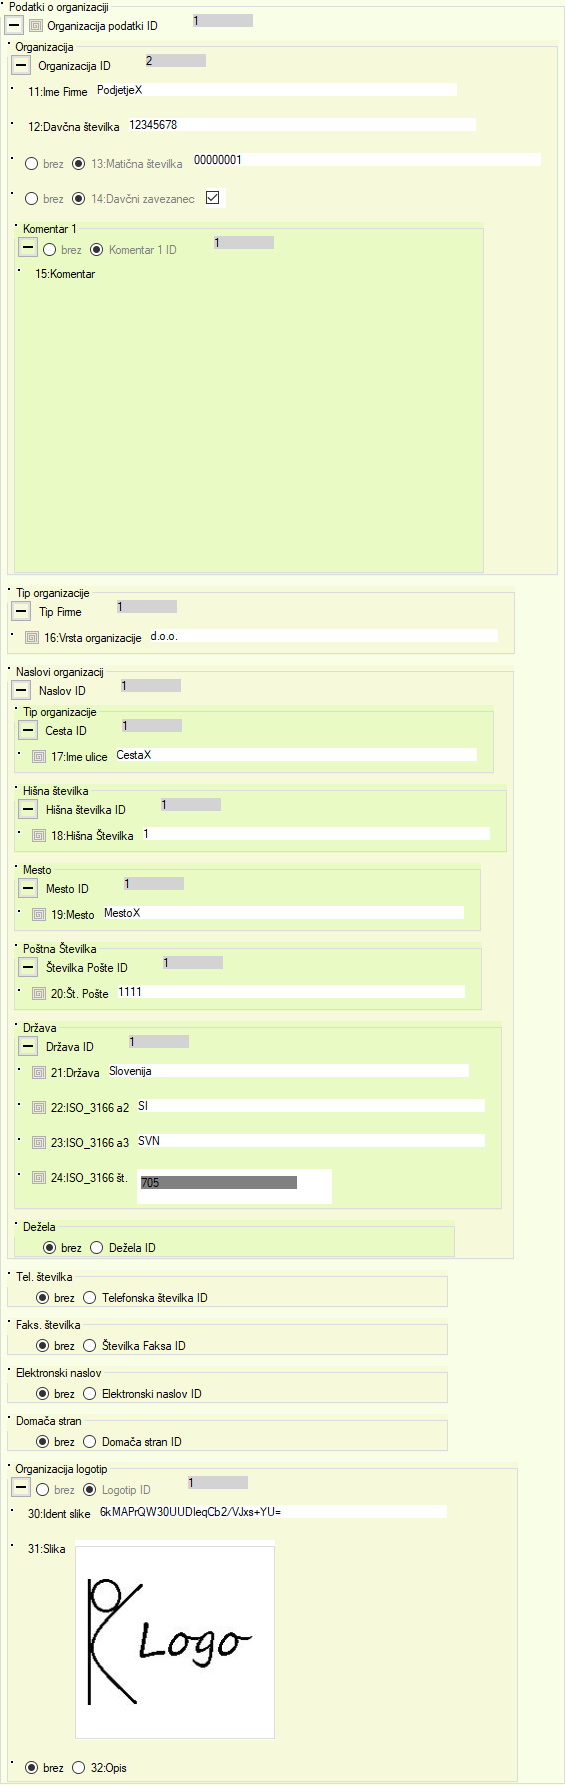 Podatki o organizaciji
Organizacija podatki ID 1
Organizacija
Organizacija ID 2
11:Ime Firme PodjetjeX
12:Davčna številka 12345678
brez 13:Matična številka 00000001
brez 14:Davčni zavezanec
Komentar 1
brez Komentar 1 ID 1
15:Komentar
Tip organizacije
Tip Firme 1
16:Vrsta organizacije d.o.o.
Naslovi organizacij
Naslov ID 1
Tip organizacije
Cesta ID 1
17:Ime ulice CestaX
Hišna številka
Hišna številka ID 1
18:Hišna Številka 1
Mesto
Mesto ID 1
19:Mesto MestoX
Poštna Številka
Številka Pošte ID 1
20:Št. Pošte 1111
Država
Država ID 1
21:Država Slovenija
22:ISO_3166 a2 SI
23:ISO_3166 a3 SVN
24:ISO_3166 št. 705
Dežela
brez Dežela ID
Tel. številka
brez Telefonska številka ID
Faks. številka
brez Številka Faksa ID
Elektronski naslov
brez Elektronski naslov ID
Domača stran
brez Domača stran ID
Organizacija logotip
brez Logotip ID 1
30:Ident slike 6kMAPrQW30UUDIeqCb2/VJxs+YU=
31:Slika
Logo
brez 32:Opis